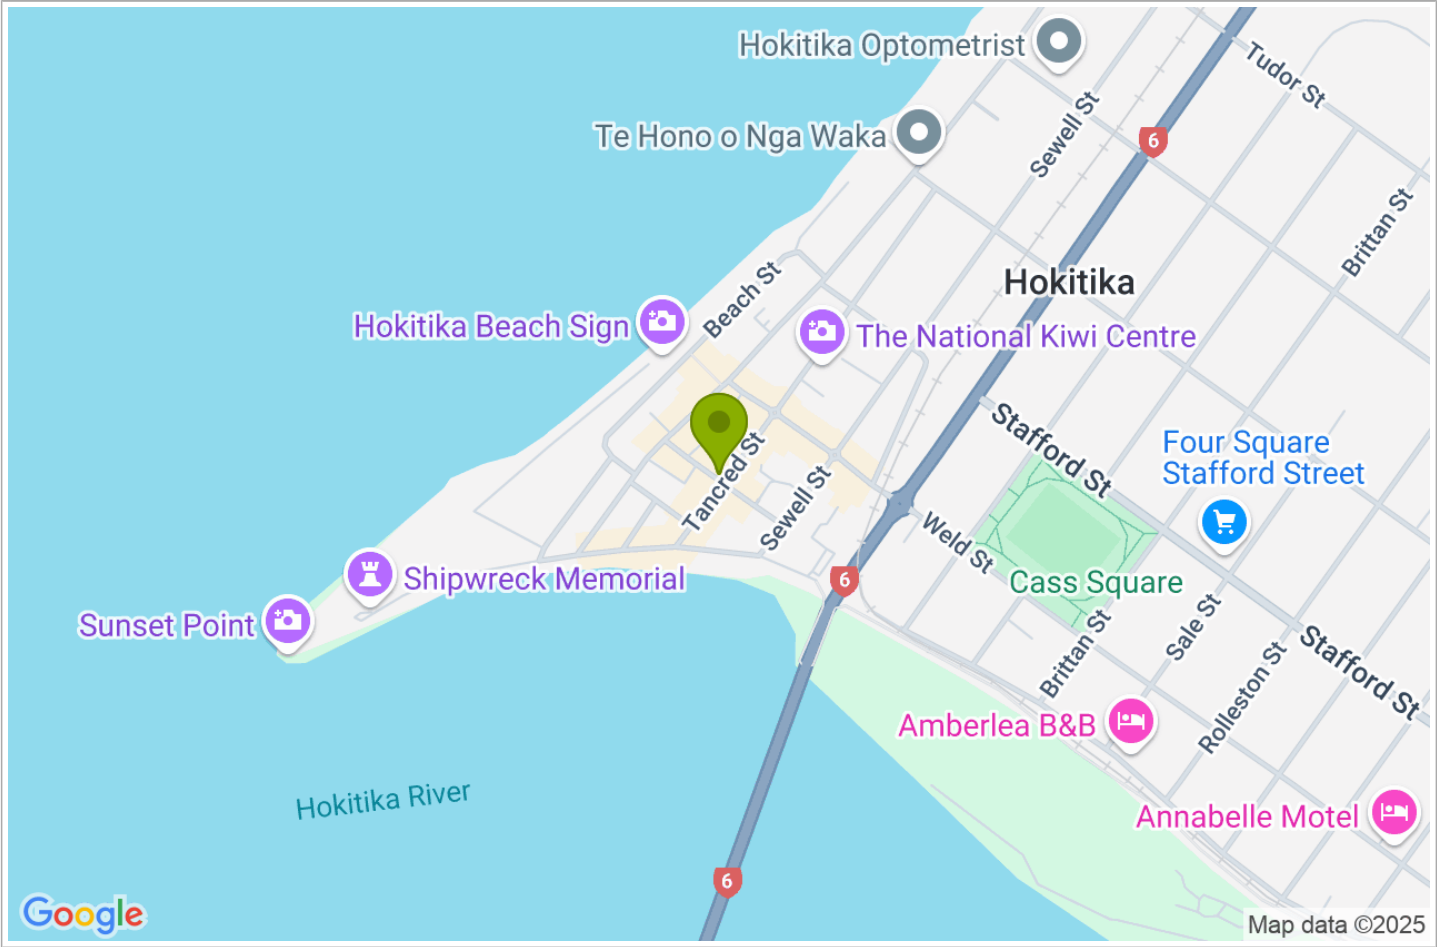 Hokitika Optometrist
Tudor St
Te Hono o Nga Waka
Sewell St
6
Brittan St
Hokitika
Beach St
Hokitika Beach Sign
The National Kiwi Centre
Stafford St
Four Square
Stafford Street
Tancred St
Sewell St
Weld St
Cass Square
6
Shipwreck Memorial
Sunset Point
Brittan St
Sale St
Rolleston St
Stafford St
Amberlea B&B
Hokitika River
Annabelle Motel
6
Google
Map data ©2025